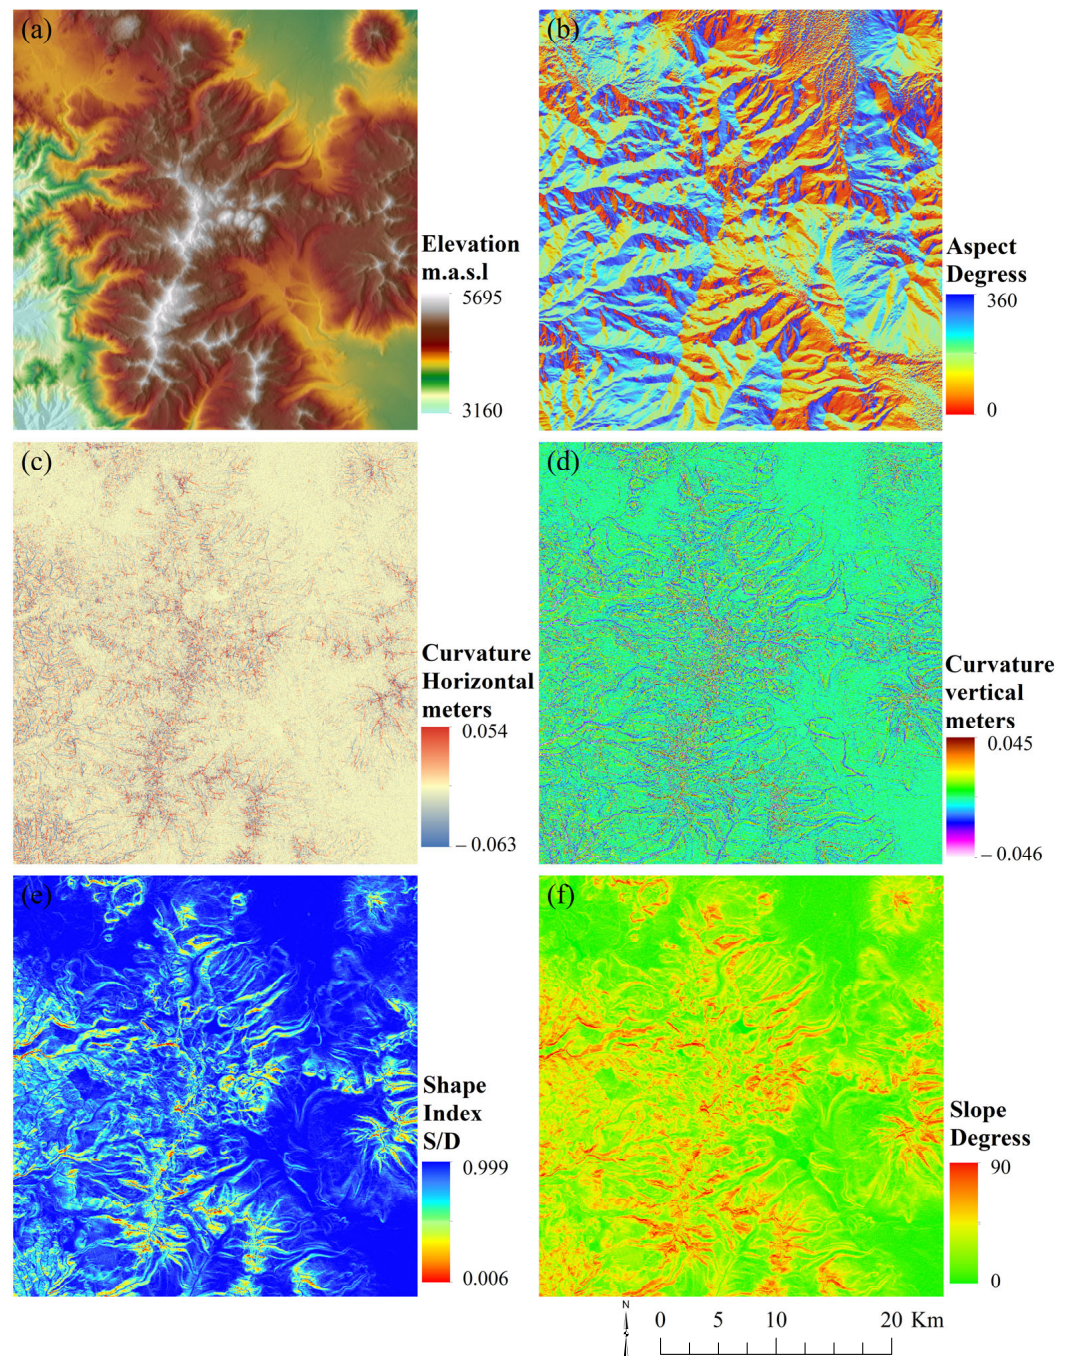 (a)
Elevation
m.a.s.l
5695
3160
(b)
Aspect
Degress
360
0
(c)
Curvature
Horizontal
meters
0.054
– 0.063
(d)
Curvature
vertical
meters
0.045
– 0.046
(e)
Shape
Index
S/D
0.999
0.006
(f)
Slope
Degress
90
0
N
0 5 10 20 Km